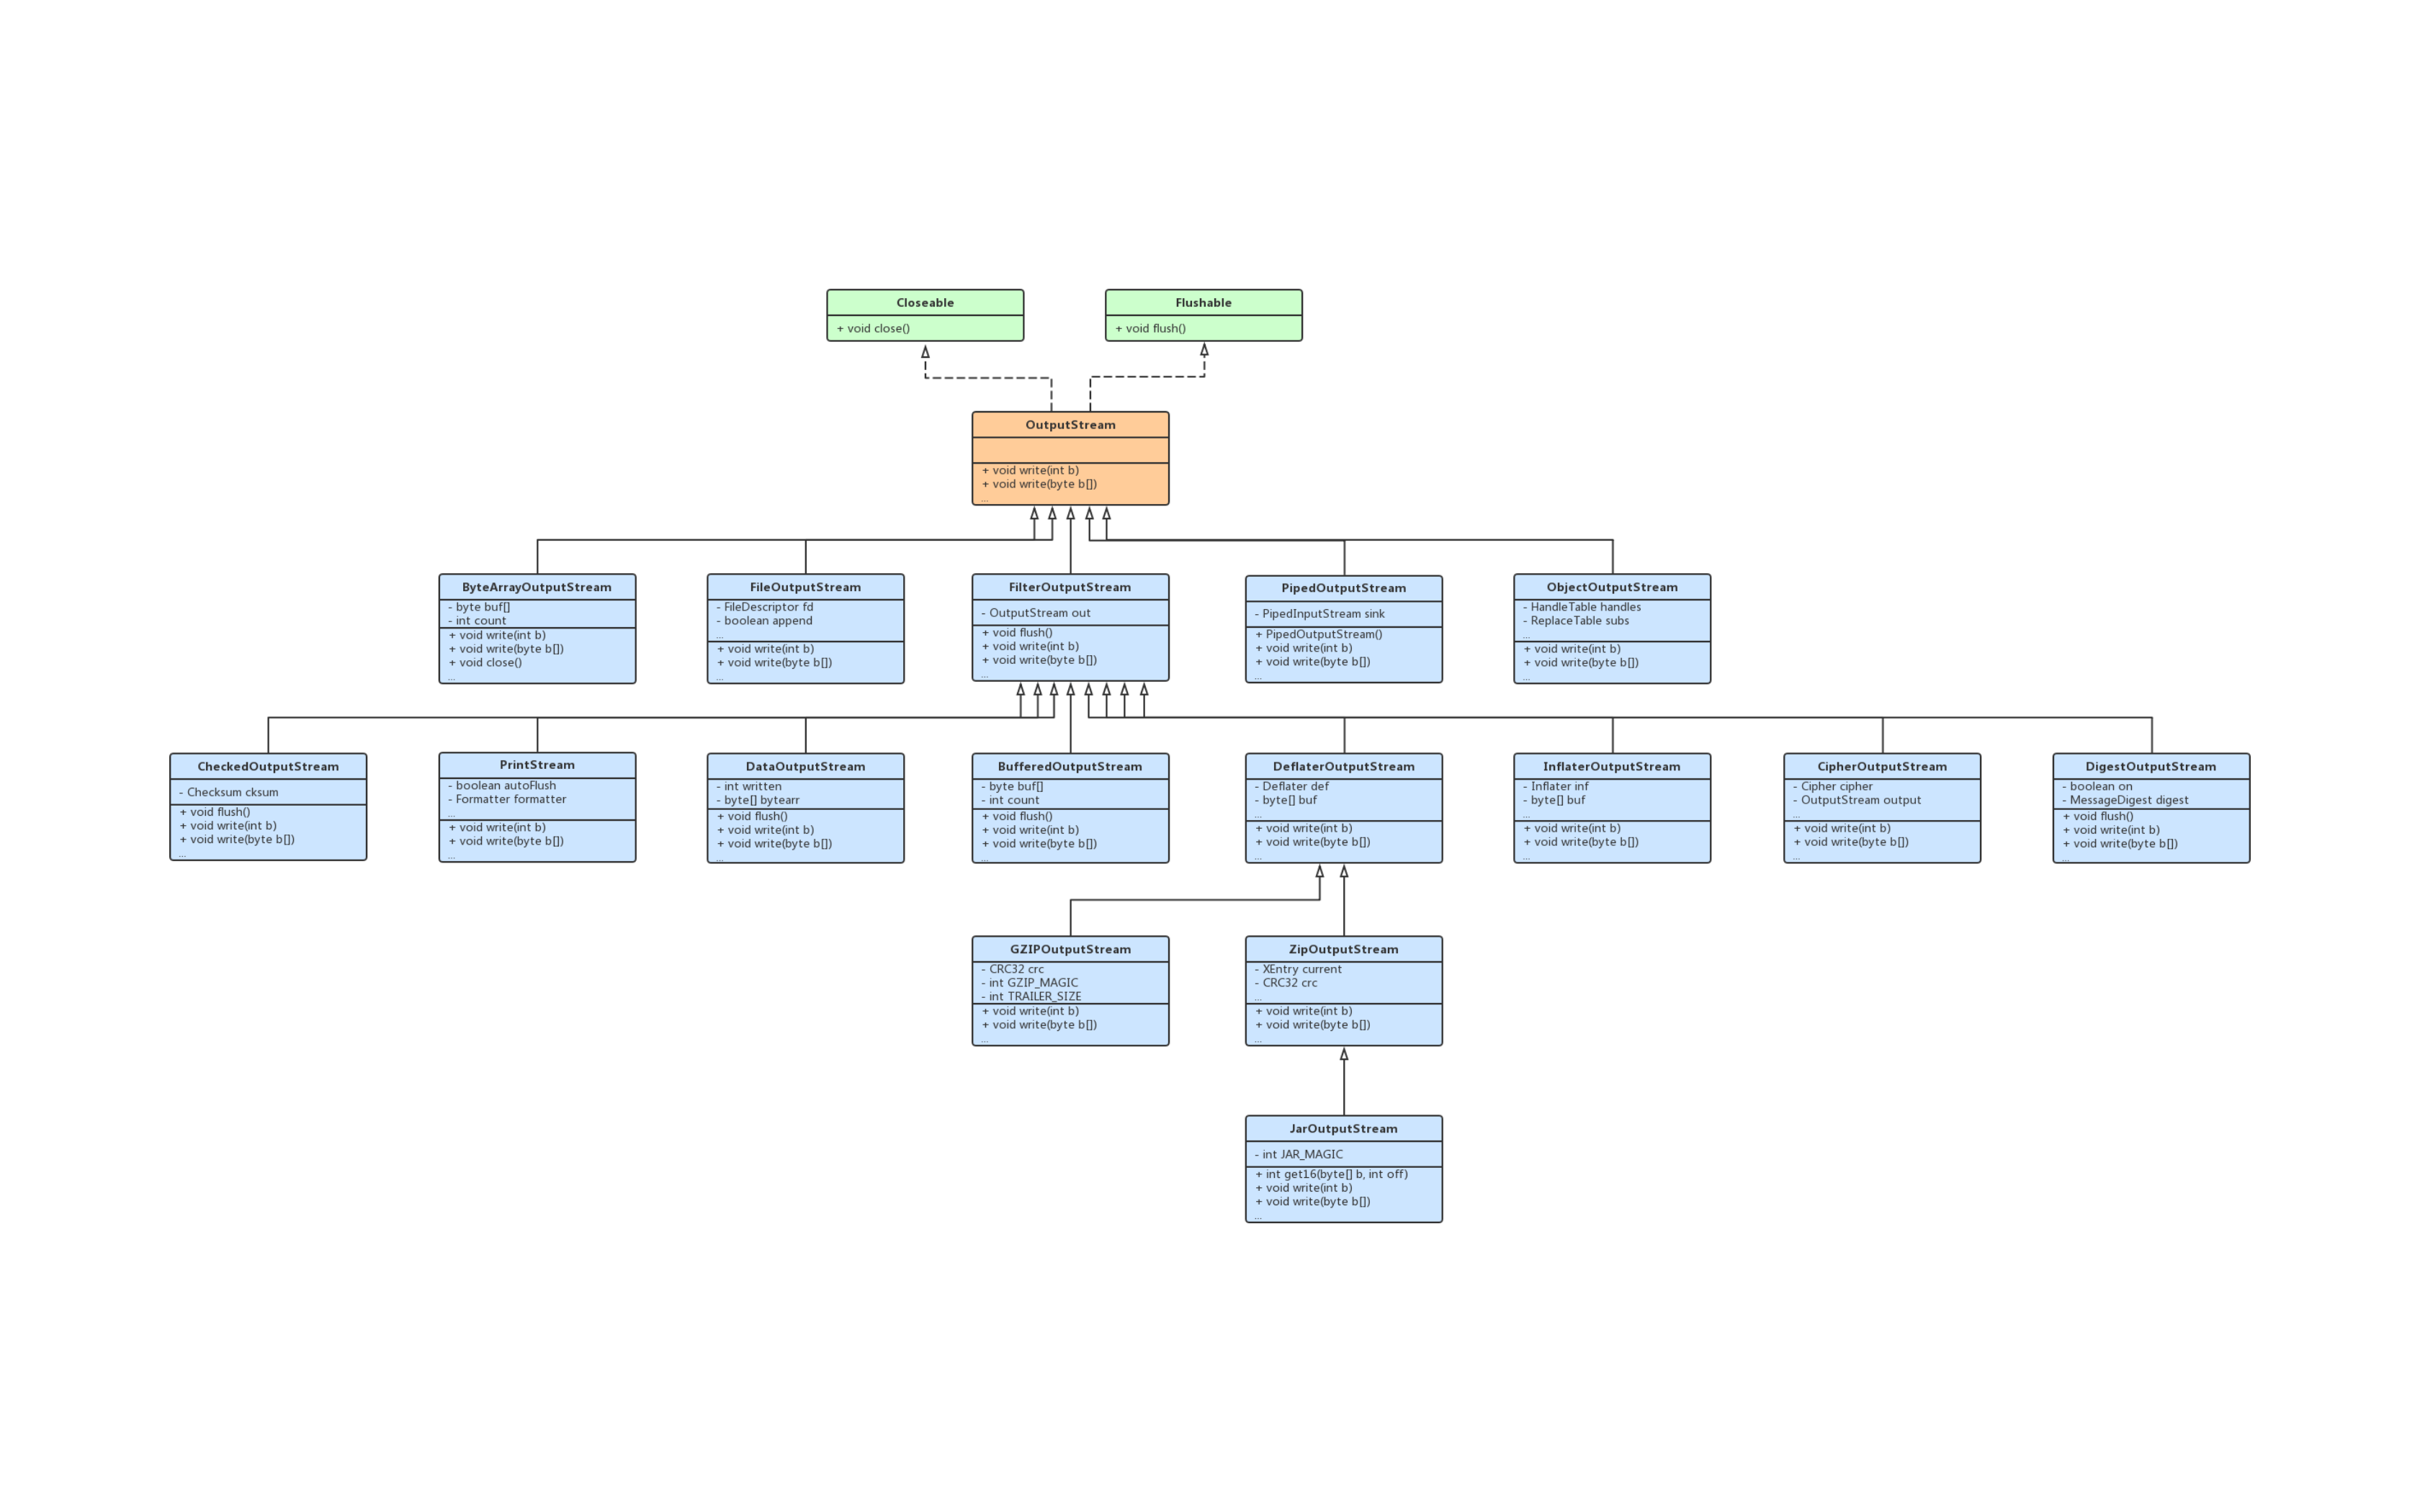 Closeable
+ void close()
Flushable
+ void flush()
OutputStream
+ void write(int b)
+ void write(byte b[])
...
ByteArrayOutputStream
- byte buf[]
- int count
+ void write(int b)
+ void write(byte b[])
+ void close()
...
FileOutputStream
- FileDescriptor fd
- boolean append
...
+ void write(int b)
+ void write(byte b[])
...
FilterOutputStream
- OutputStream out
+ void flush()
+ void write(int b)
+ void write(byte b[])
...
PipedOutputStream
- PipedInputStream sink
+ PipedOutputStream()
+ void write(int b)
+ void write(byte b[])
...
ObjectOutputStream
- HandleTable handles
- ReplaceTable subs
...
+ void write(int b)
+ void write(byte b[])
...
CheckedOutputStream
- Checksum cksum
+ void flush()
+ void write(int b)
+ void write(byte b[])
...
PrintStream
- boolean autoFlush
- Formatter formatter
...
+ void write(int b)
+ void write(byte b[])
...
DataOutputStream
- int written
- byte[] bytearr
+ void flush()
+ void write(int b)
+ void write(byte b[])
...
BufferedOutputStream
- byte buf[]
- int count
+ void flush()
+ void write(int b)
+ void write(byte b[])
...
DeflaterOutputStream
- Deflater def
- byte[] buf
...
+ void write(int b)
+ void write(byte b[])
...
InflaterOutputStream
- Inflater inf
- byte[] buf
...
+ void write(int b)
+ void write(byte b[])
...
CipherOutputStream
- Cipher cipher
- OutputStream output
...
+ void write(int b)
+ void write(byte b[])
...
DigestOutputStream
- boolean on
- MessageDigest digest
+ void flush()
+ void write(int b)
+ void write(byte b[])
...
GZIPOutputStream
- CRC32 crc
- int GZIP_MAGIC
- int TRAILER_SIZE
+ void write(int b)
+ void write(byte b[])
...
ZipOutputStream
- XEntry current
- CRC32 crc
...
+ void write(int b)
+ void write(byte b[])
...
JarOutputStream
- int JAR_MAGIC
+ int get16(byte[] b, int off)
+ void write(int b)
+ void write(byte b[])
...